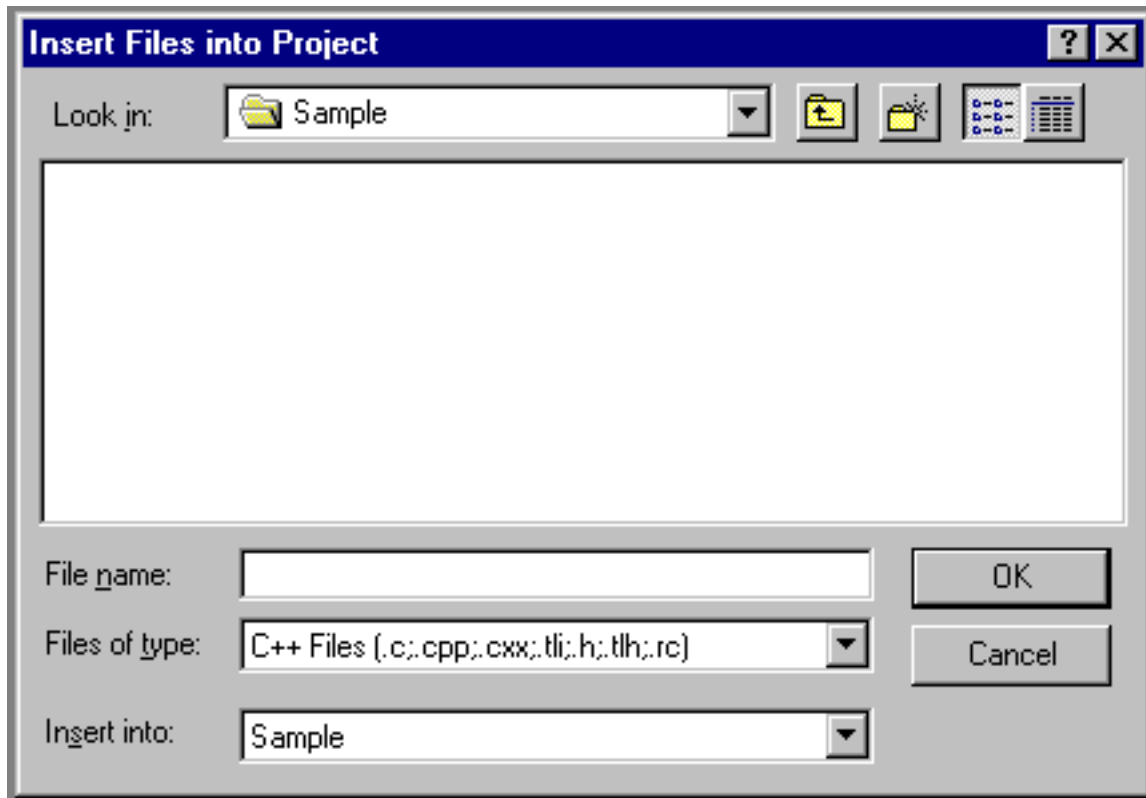 Insert Files into Project
Look in: Sample
File name: OK
Files of type: C++ Files (.c;.cpp;.cxx;.tli;.h;.tlh;.rc) Cancel
Insert into: Sample